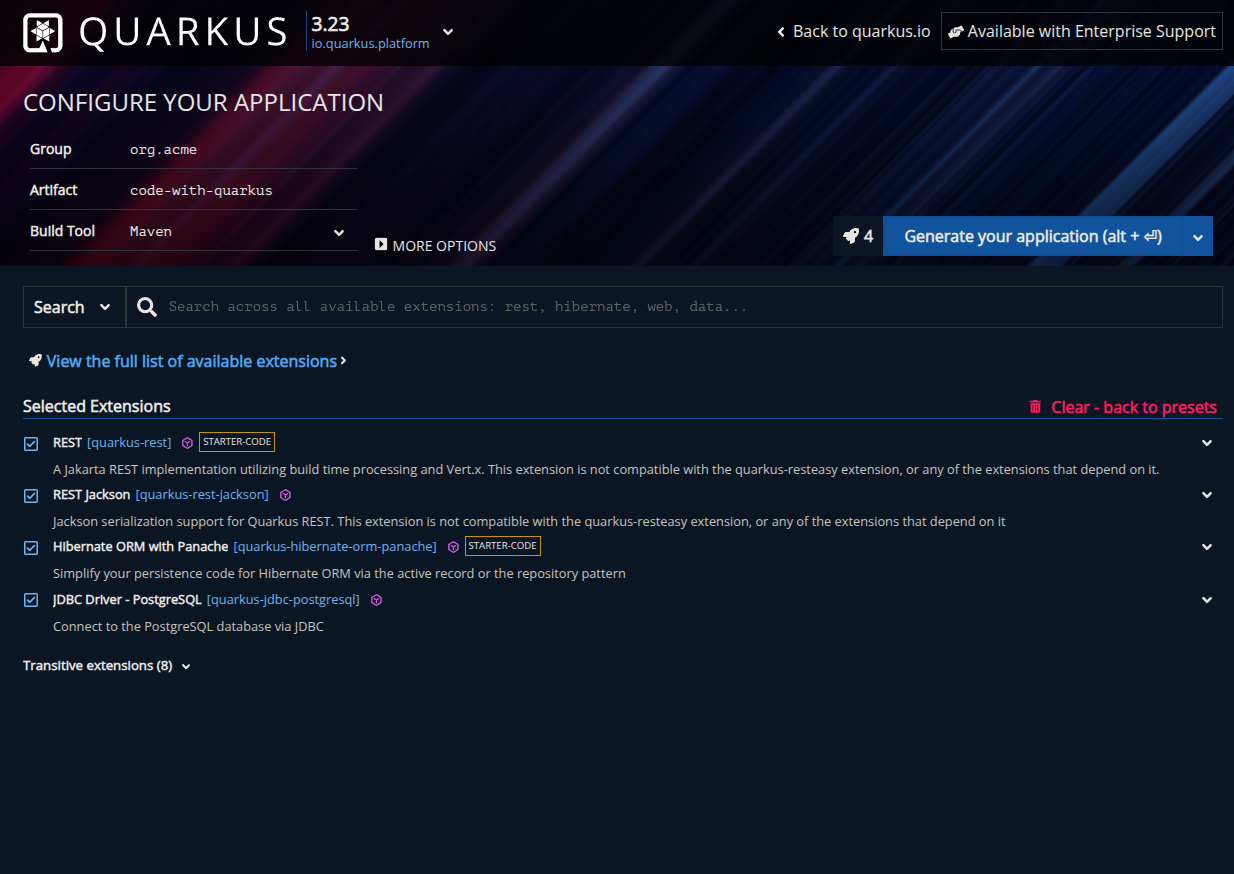 QUARKUS 3.23 io.quarkus.platform Back to quarkus.io Available with Enterprise Support
CONFIGURE YOUR APPLICATION
Group org.acme
Artifact code-with-quarkus
Build Tool Maven
MORE OPTIONS
4 Generate your application (alt + ⏎)
Search Search across all available extensions: rest, hibernate, web, data...
View the full list of available extensions
Selected Extensions Clear - back to presets
REST [quarkus-rest] STARTER-CODE
A Jakarta REST implementation utilizing build time processing and Vert.x. This extension is not compatible with the quarkus-resteasy extension, or any of the extensions that depend on it.
REST Jackson [quarkus-rest-jackson]
Jackson serialization support for Quarkus REST. This extension is not compatible with the quarkus-resteasy extension, or any of the extensions that depend on it
Hibernate ORM with Panache [quarkus-hibernate-orm-panache] STARTER-CODE
Simplify your persistence code for Hibernate ORM via the active record or the repository pattern
JDBC Driver - PostgreSQL [quarkus-jdbc-postgresql]
Connect to the PostgreSQL database via JDBC
Transitive extensions (8)